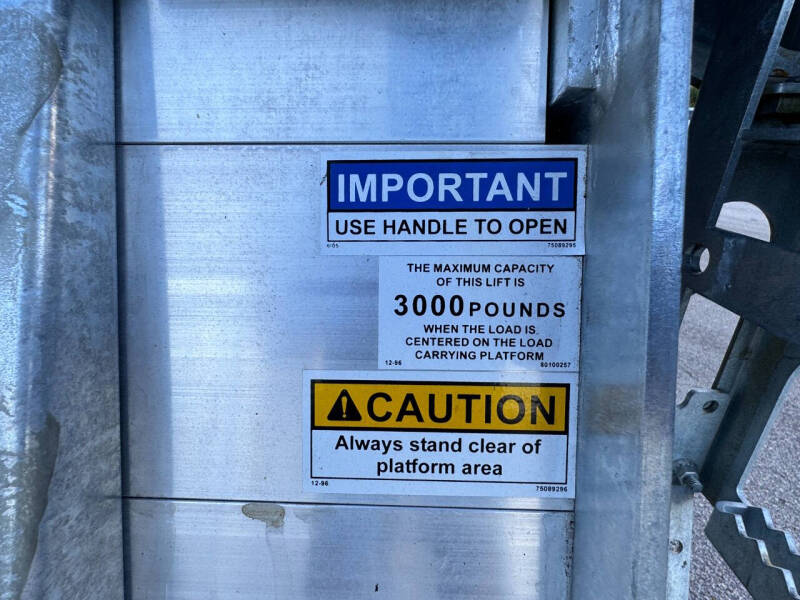 IMPORTANT
USE HANDLE TO OPEN
75089295
THE MAXIMUM CAPACITY
OF THIS LIFT IS
3000 POUNDS
WHEN THE LOAD IS
CENTERED ON THE LOAD
CARRYING PLATFORM
12-96 80100257
CAUTION
Always stand clear of
platform area
12-96 75089296